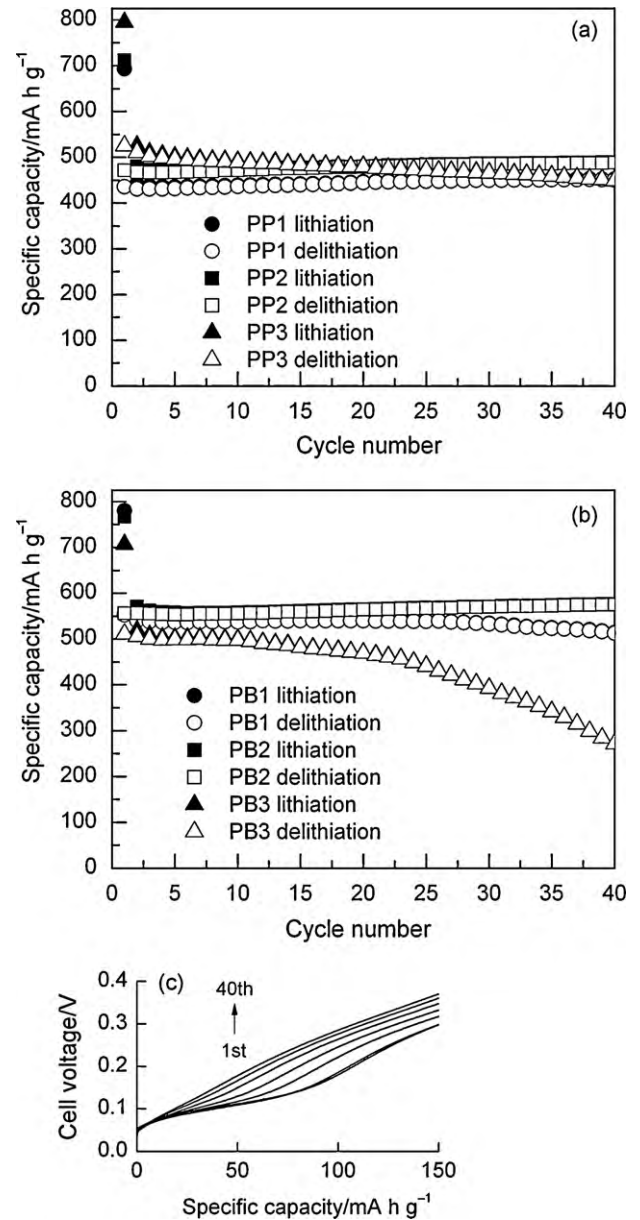 (a)
Specific capacity/mA h g⁻¹
800
700
600
500
400
300
200
100
0
PP1 lithiation
PP1 delithiation
PP2 lithiation
PP2 delithiation
PP3 lithiation
PP3 delithiation
0 5 10 15 20 25 30 35 40
Cycle number
(b)
Specific capacity/mA h g⁻¹
800
700
600
500
400
300
200
100
0
PB1 lithiation
PB1 delithiation
PB2 lithiation
PB2 delithiation
PB3 lithiation
PB3 delithiation
0 5 10 15 20 25 30 35 40
Cycle number
(c)
Cell voltage/V
0.4
0.3
0.2
0.1
0.0
40th
1st
0 50 100 150
Specific capacity/mA h g⁻¹